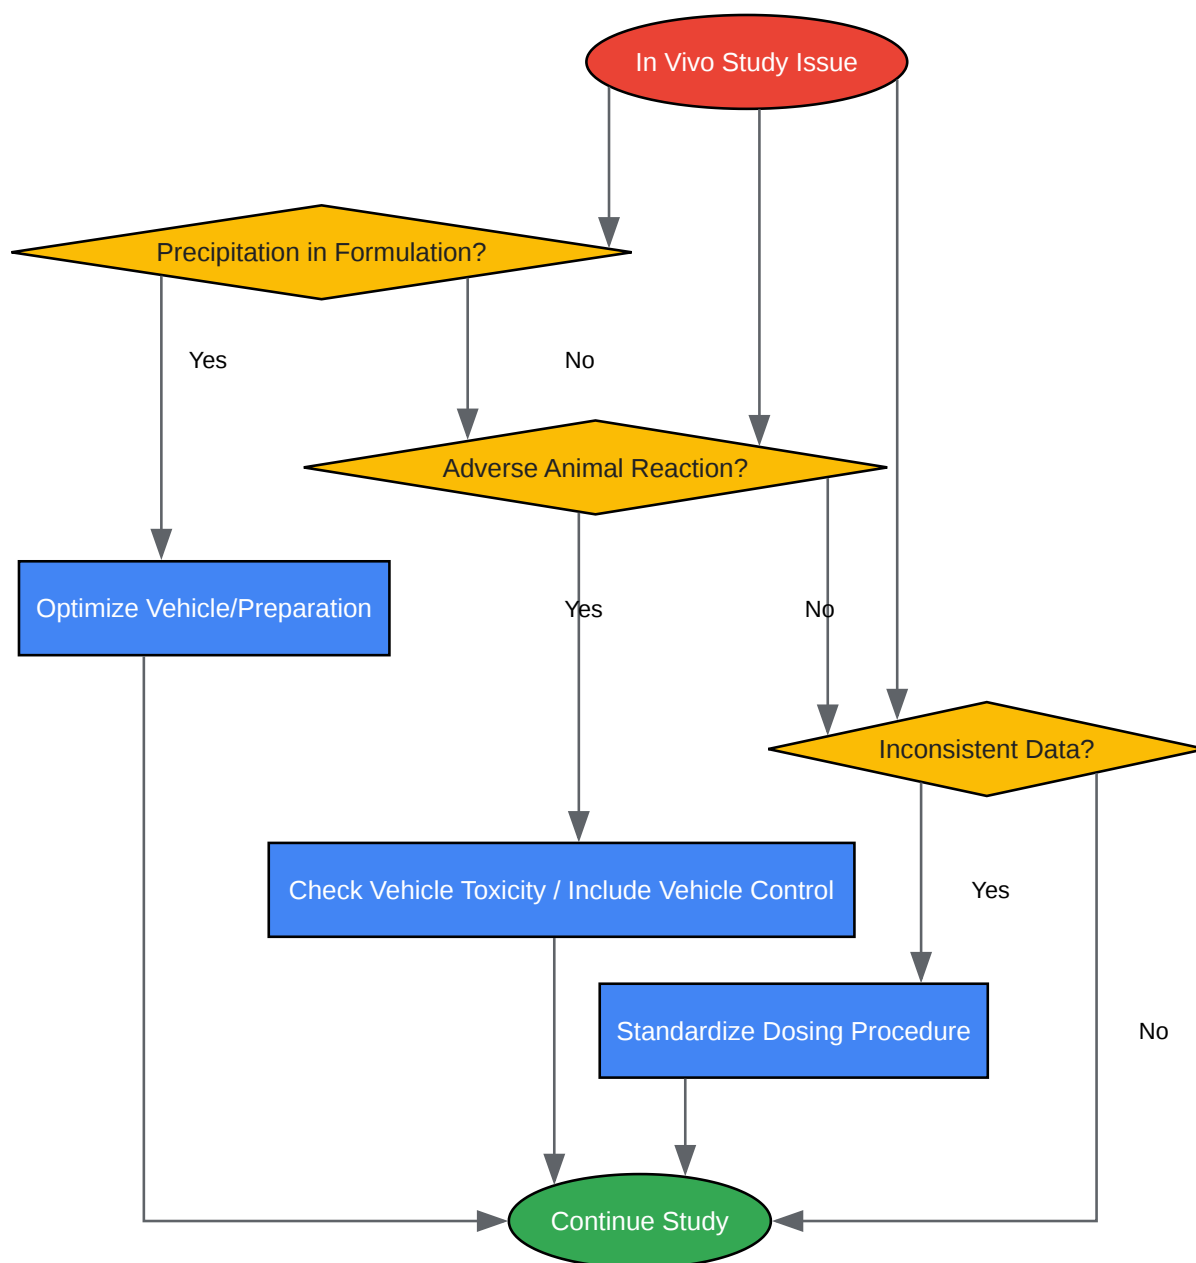 In Vivo Study Issue
Precipitation in Formulation?
Yes
No
Adverse Animal Reaction?
Optimize Vehicle/Preparation
Yes
No
Inconsistent Data?
Check Vehicle Toxicity / Include Vehicle Control
Yes
Standardize Dosing Procedure
No
Continue Study